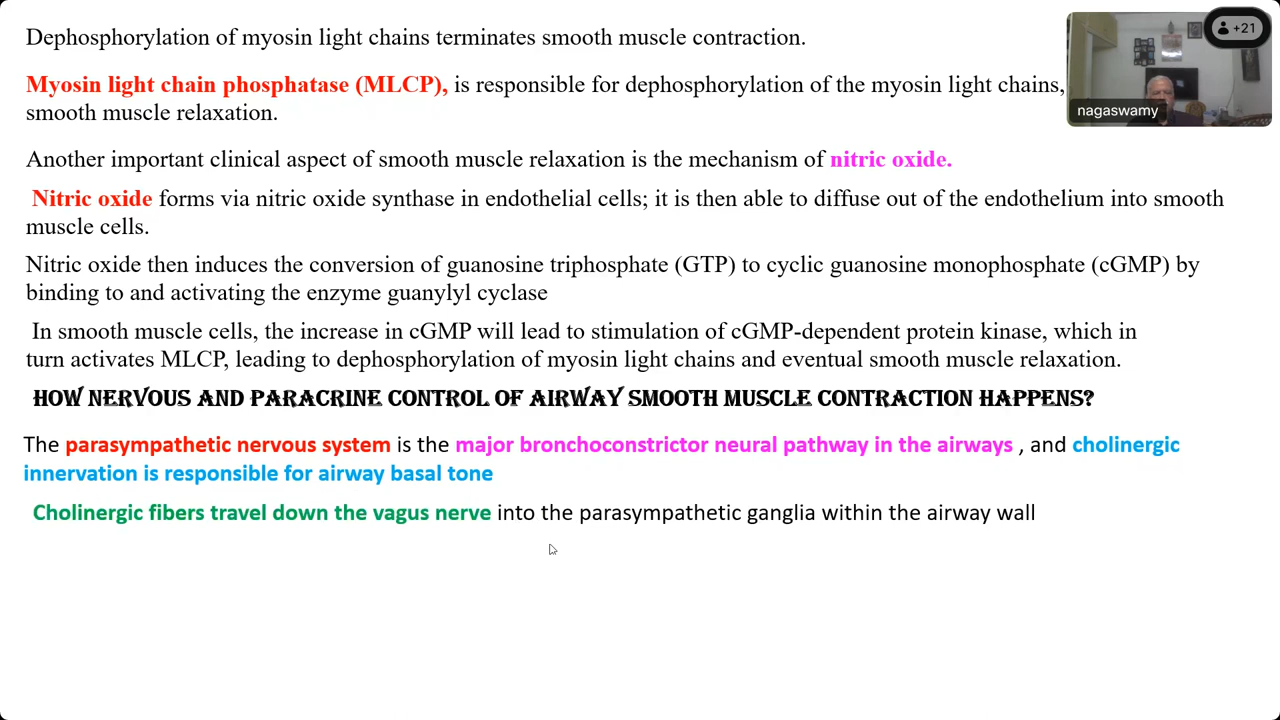 Dephosphorylation of myosin light chains terminates smooth muscle contraction.
Myosin light chain phosphatase (MLCP), is responsible for dephosphorylation of the myosin light chains,
smooth muscle relaxation.
Another important clinical aspect of smooth muscle relaxation is the mechanism of nitric oxide.
Nitric oxide forms via nitric oxide synthase in endothelial cells; it is then able to diffuse out of the endothelium into smooth
muscle cells.
Nitric oxide then induces the conversion of guanosine triphosphate (GTP) to cyclic guanosine monophosphate (cGMP) by
binding to and activating the enzyme guanylyl cyclase
In smooth muscle cells, the increase in cGMP will lead to stimulation of cGMP-dependent protein kinase, which in
turn activates MLCP, leading to dephosphorylation of myosin light chains and eventual smooth muscle relaxation.
HOW NERVOUS AND PARACRINE CONTROL OF AIRWAY SMOOTH MUSCLE CONTRACTION HAPPENS?
The parasympathetic nervous system is the major bronchoconstrictor neural pathway in the airways , and cholinergic
innervation is responsible for airway basal tone
Cholinergic fibers travel down the vagus nerve into the parasympathetic ganglia within the airway wall
+21
nagaswamy